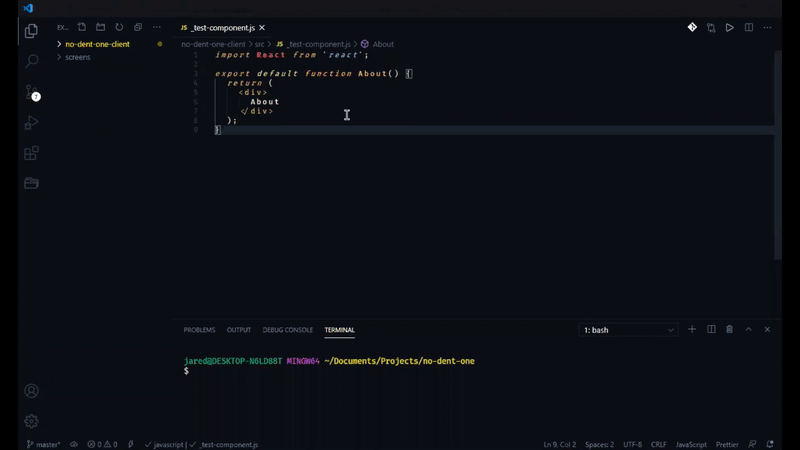 EX...
_test-component.js
no-dent-one-client
screens
no-dent-one-client > src > JS _test-component.js > About
1 import React from 'react';
2
3 export default function About() {
4 return (
5 <div>
6 About
7 </div>
8 );
9 }
7
PROBLEMS OUTPUT DEBUG CONSOLE TERMINAL
1: bash
jared@DESKTOP-N6LD88T MINGW64 ~/Documents/Projects/no-dent-one
$
master* 0 0 javascript | _test-component.js Ln 9, Col 2 Spaces: 2 UTF-8 CRLF JavaScript Prettier